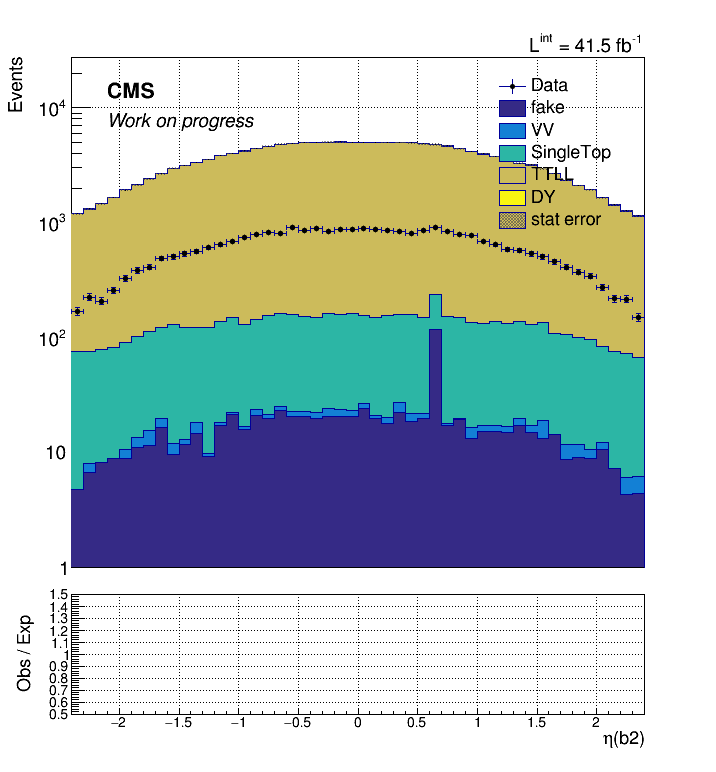 L^int = 41.5 fb^-1
Events
CMS
Work on progress
Data
fake
VV
SingleTop
TTLL
DY
stat error
10^4
10^3
10^2
10
1
Obs / Exp
1.5
1.4
1.3
1.2
1.1
1
0.9
0.8
0.7
0.6
0.5
−2 −1.5 −1 −0.5 0 0.5 1 1.5 2
η(b2)